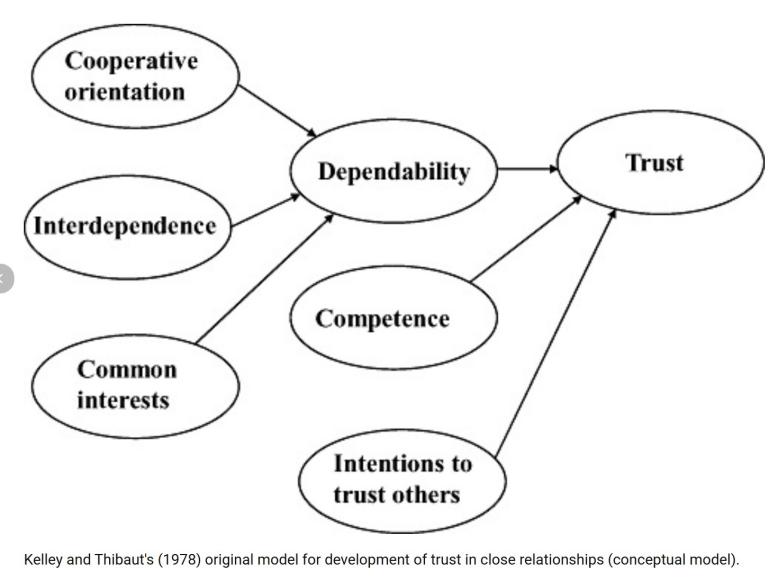 Cooperative
orientation
Dependability
Trust
Interdependence
Competence
Common
interests
Intentions to
trust others
Kelley and Thibaut's (1978) original model for development of trust in close relationships (conceptual model).